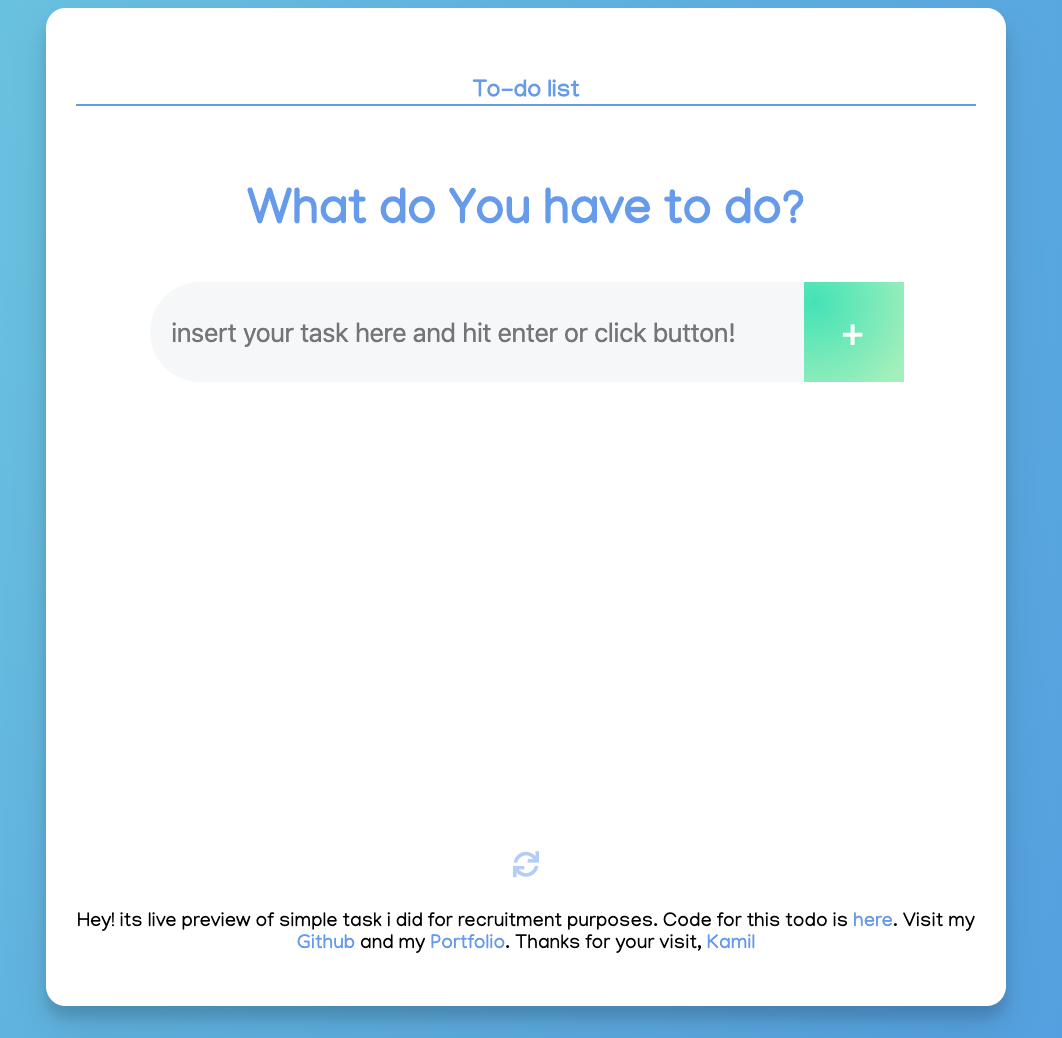 To-do list
What do You have to do?
insert your task here and hit enter or click button!
+
Hey! its live preview of simple task i did for recruitment purposes. Code for this todo is here. Visit my
Github and my Portfolio. Thanks for your visit, Kamil